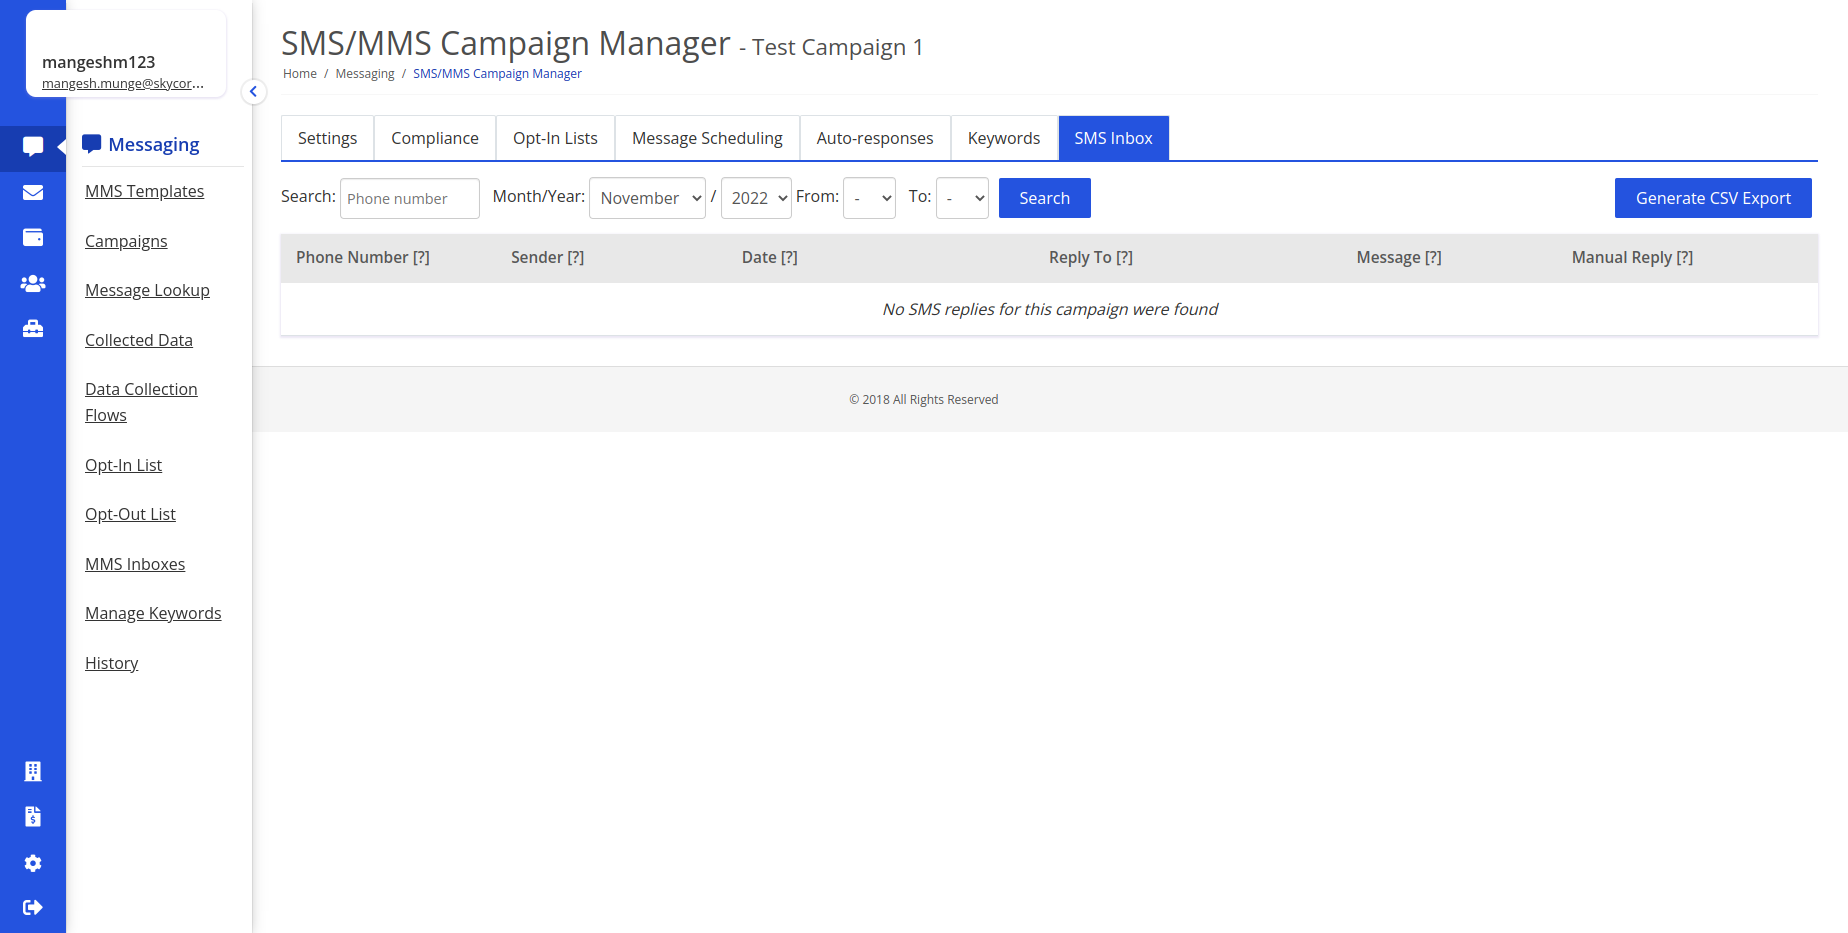 mangeshm123
mangesh.munge@skycor...
Messaging
MMS Templates
Campaigns
Message Lookup
Collected Data
Data Collection
Flows
Opt-In List
Opt-Out List
MMS Inboxes
Manage Keywords
History
SMS/MMS Campaign Manager - Test Campaign 1
Home / Messaging / SMS/MMS Campaign Manager
Settings Compliance Opt-In Lists Message Scheduling Auto-responses Keywords SMS Inbox
Search: Phone number Month/Year: November / 2022 From: - To: - Search Generate CSV Export
Phone Number [?] Sender [?] Date [?] Reply To [?] Message [?] Manual Reply [?]
No SMS replies for this campaign were found
© 2018 All Rights Reserved